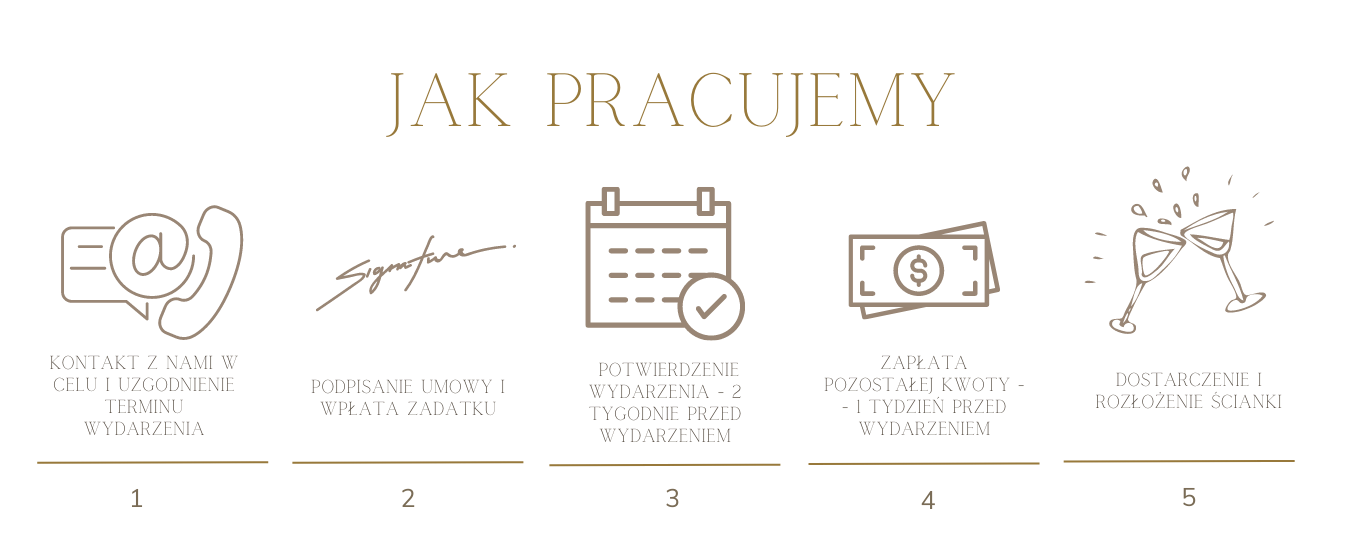 JAK PRACUJEMY
@
KONTAKT Z NAMI W
CELU I UZGODNIENIE
TERMINU
WYDARZENIA
1
Signature
PODPISANIE UMOWY I
WPŁATA ZADATKU
2
POTWIERDZENIE
WYDARZENIA - 2
TYGODNIE PRZED
WYDARZENIEM
3
$
ZAPŁATA
POZOSTAŁEJ KWOTY -
- 1 TYDZIEŃ PRZED
WYDARZENIEM
4
DOSTARCZENIE I
ROZŁOŻENIE ŚCIANKI
5